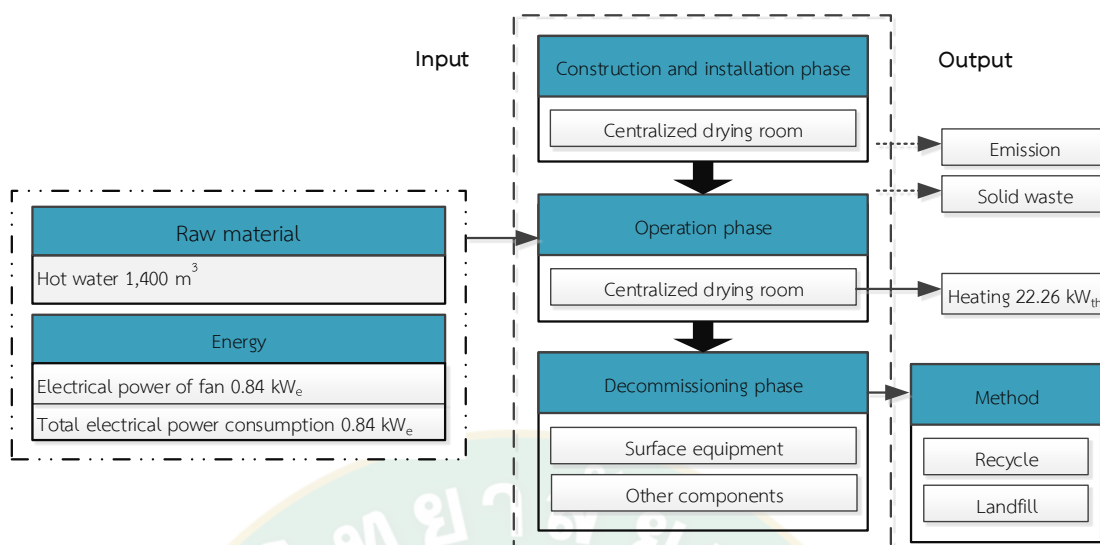 Input
Output
Construction and installation phase
Centralized drying room
Emission
Solid waste
Raw material
Hot water 1,400 m³
Energy
Electrical power of fan 0.84 kWₑ
Total electrical power consumption 0.84 kWₑ
Operation phase
Centralized drying room
Heating 22.26 kWₜₕ
Decommissioning phase
Surface equipment
Other components
Method
Recycle
Landfill